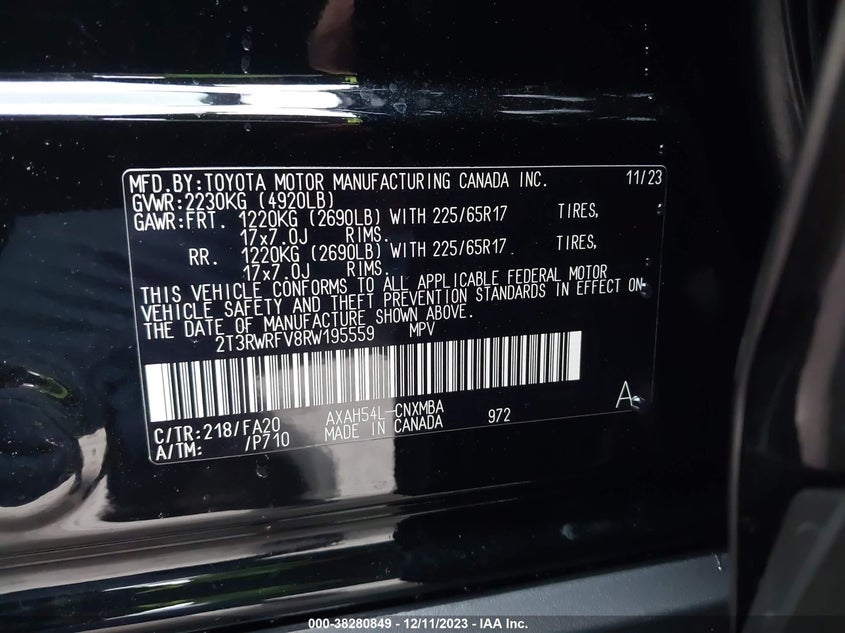 MFD.BY:TOYOTA MOTOR MANUFACTURING CANADA INC. 11/23
GVWR:2230KG (4920LB)
GAWR:FRT. 1220KG (2690LB) WITH 225/65R17 TIRES,
17x7.0J RIMS.
RR. 1220KG (2690LB) WITH 225/65R17 TIRES,
17x7.0J RIMS.
THIS VEHICLE CONFORMS TO ALL APPLICABLE FEDERAL MOTOR
VEHICLE SAFETY AND THEFT PREVENTION STANDARDS IN EFFECT ON
THE DATE OF MANUFACTURE SHOWN ABOVE.
2T3RWRFV8RW195559 MPV
C/TR:218/FA20 AXAH54L-CNXMBA 972 A
A/TM: /P710 MADE IN CANADA
000-38280849 - 12/11/2023 - IAA Inc.